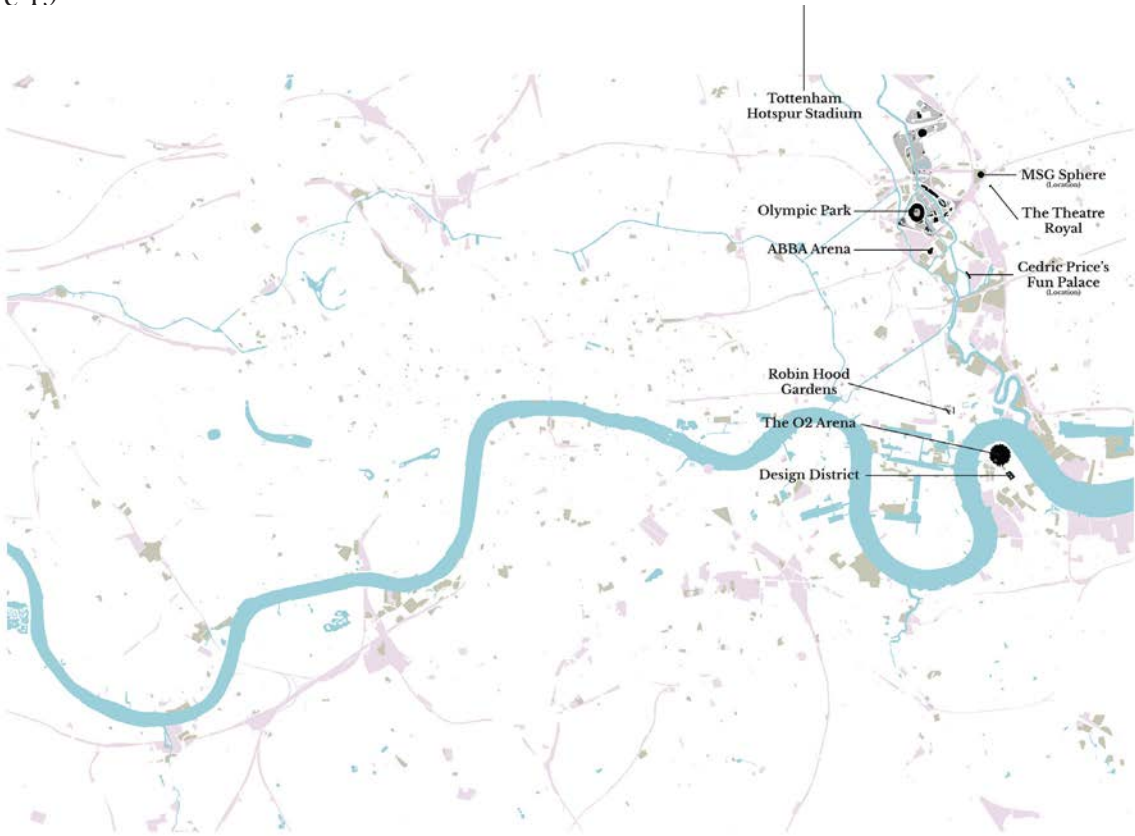 Tottenham
Hotspur Stadium
MSG Sphere
(Location)
Olympic Park
The Theatre
Royal
ABBA Arena
Cedric Price's
Fun Palace
(Location)
Robin Hood
Gardens
The O2 Arena
Design District